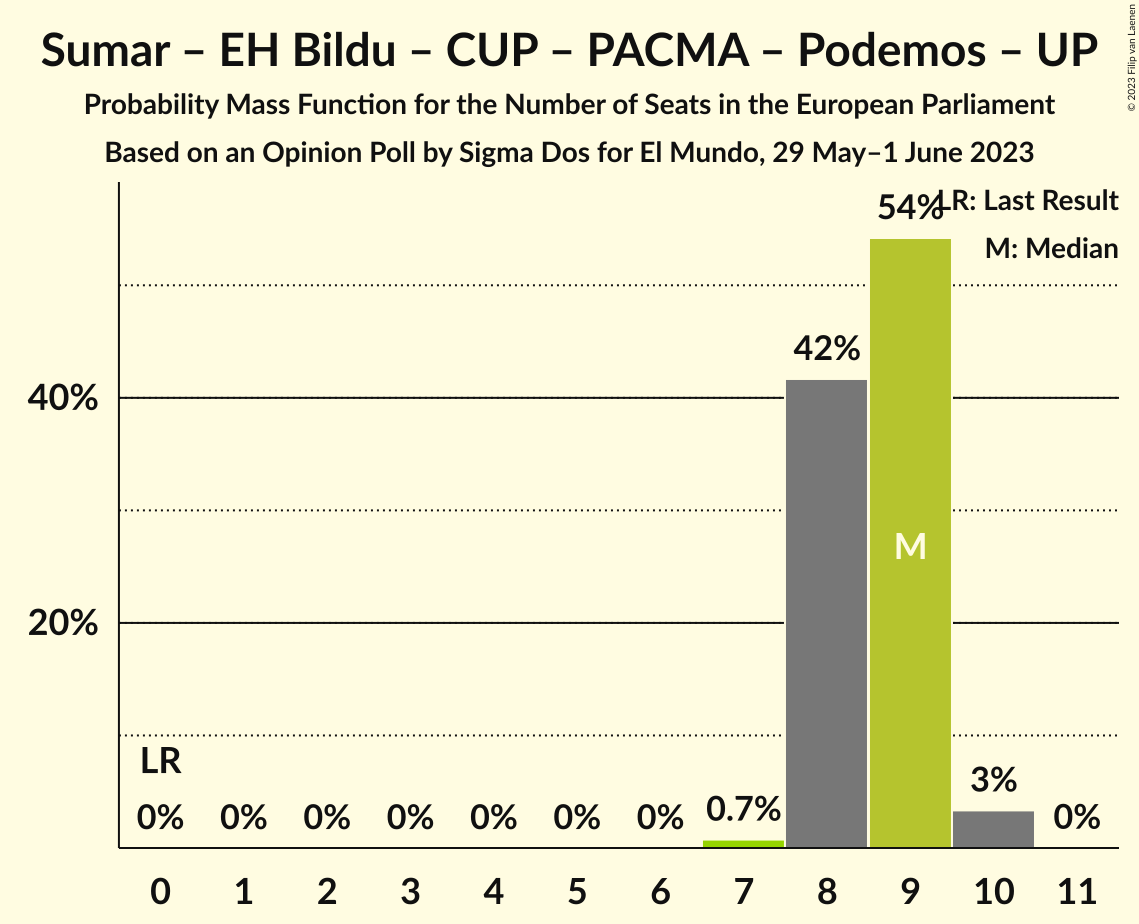 Sumar – EH Bildu – CUP – PACMA – Podemos – UP
Probability Mass Function for the Number of Seats in the European Parliament
Based on an Opinion Poll by Sigma Dos for El Mundo, 29 May–1 June 2023
© 2023 Filip van Laenen
LR: Last Result
M: Median
54%
42%
40%
M
20%
LR
3%
0% 0% 0% 0% 0% 0% 0% 0.7% 0%
0 1 2 3 4 5 6 7 8 9 10 11